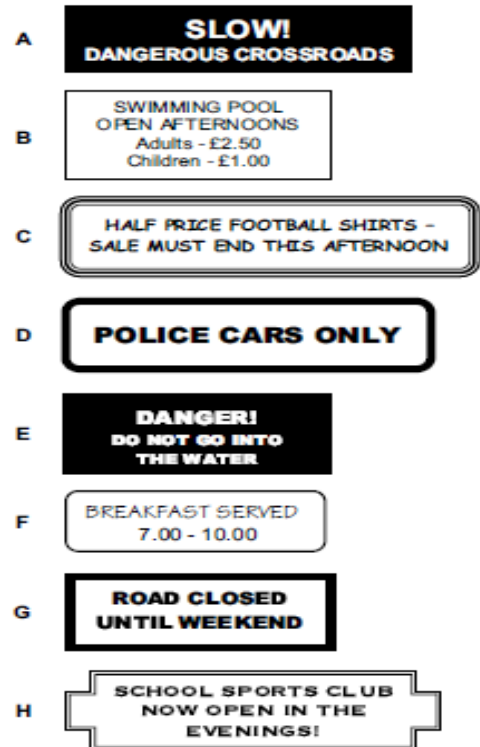 A
SLOW!
DANGEROUS CROSSROADS
B
SWIMMING POOL
OPEN AFTERNOONS
Adults - £2.50
Children - £1.00
C
HALF PRICE FOOTBALL SHIRTS -
SALE MUST END THIS AFTERNOON
D
POLICE CARS ONLY
E
DANGER!
DO NOT GO INTO
THE WATER
F
BREAKFAST SERVED
7.00 - 10.00
G
ROAD CLOSED
UNTIL WEEKEND
H
SCHOOL SPORTS CLUB
NOW OPEN IN THE
EVENINGS!